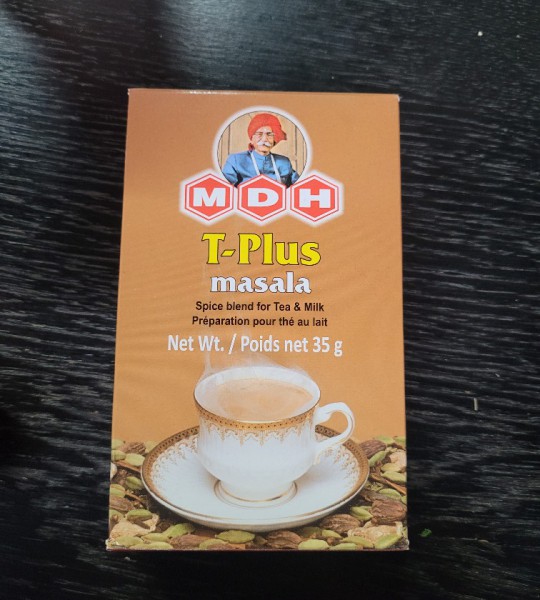 MDH
T-Plus
masala
Spice blend for Tea & Milk
Préparation pour thé au lait
Net Wt. / Poids net 35 g